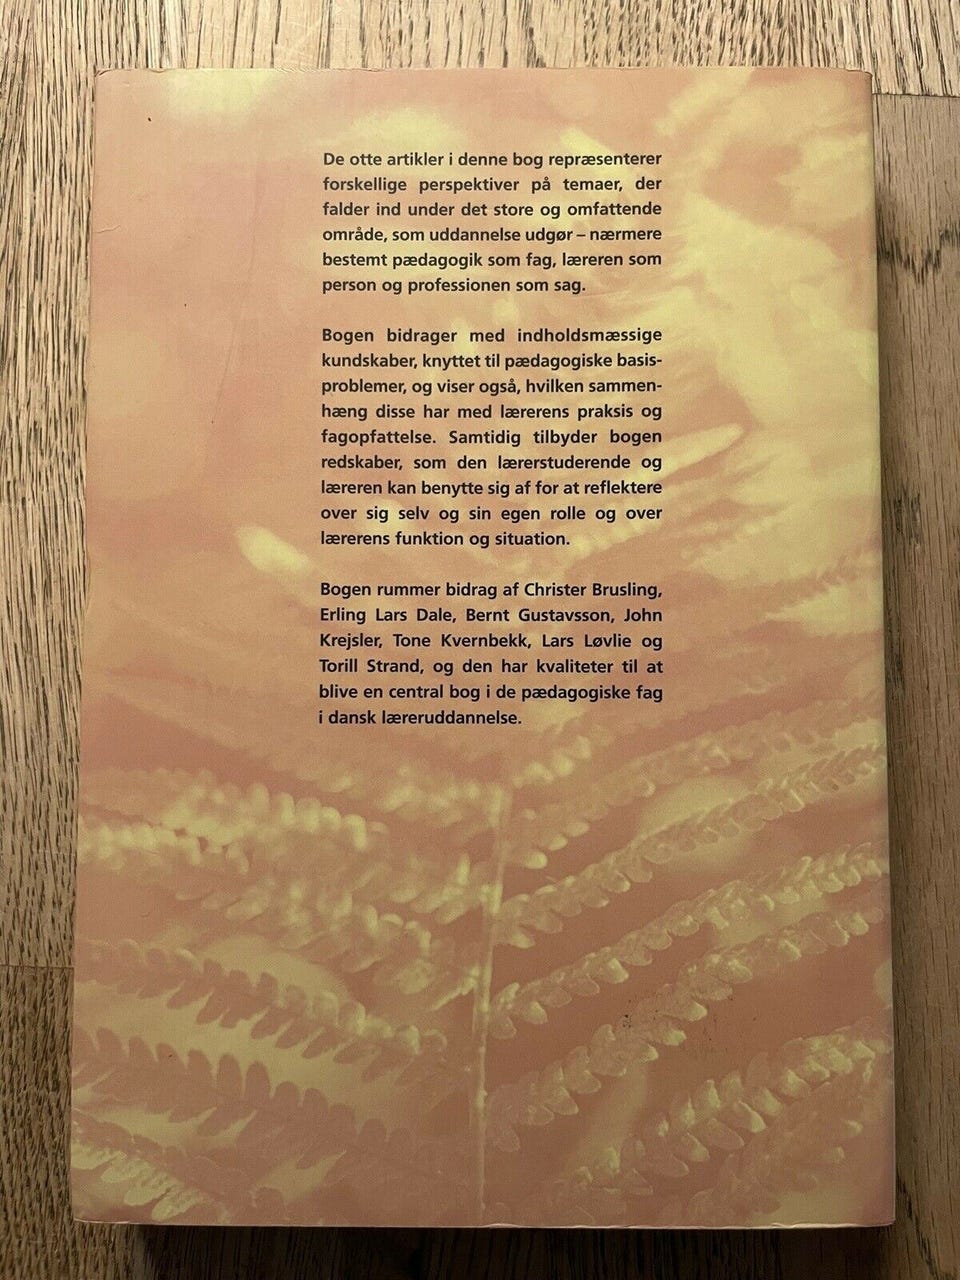 De otte artikler i denne bog repræsenterer
forskellige perspektiver på temaer, der
falder ind under det store og omfattende
område, som uddannelse udgør – nærmere
bestemt pædagogik som fag, læreren som
person og professionen som sag.
Bogen bidrager med indholdsmæssige
kundskaber, knyttet til pædagogiske basis-
problemer, og viser også, hvilken sammen-
hæng disse har med lærerens praksis og
fagopfattelse. Samtidig tilbyder bogen
redskaber, som den lærerstuderende og
læreren kan benytte sig af for at reflektere
over sig selv og sin egen rolle og over
lærerens funktion og situation.
Bogen rummer bidrag af Christer Brusling,
Erling Lars Dale, Bernt Gustavsson, John
Krejsler, Tone Kvernbekk, Lars Løvlie og
Torill Strand, og den har kvaliteter til at
blive en central bog i de pædagogiske fag
i dansk læreruddannelse.